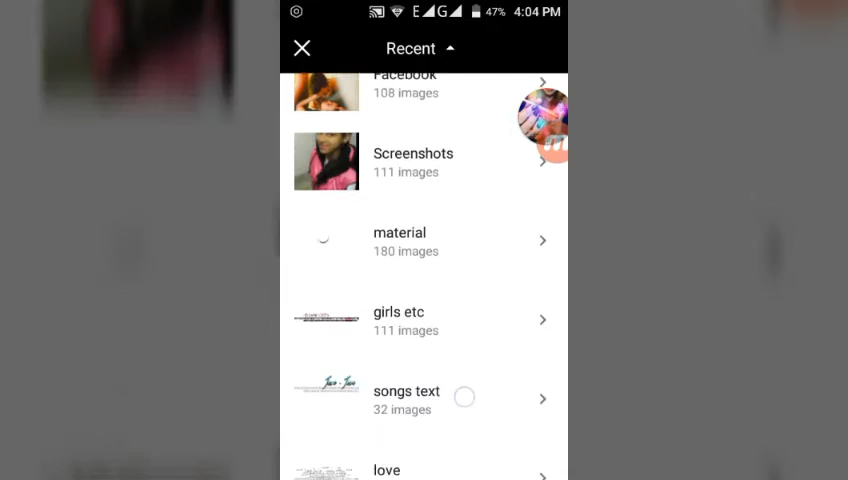 E G 47% 4:04 PM
Recent
Facebook
108 images
Screenshots
111 images
material
180 images
girls etc
111 images
songs text
32 images
love